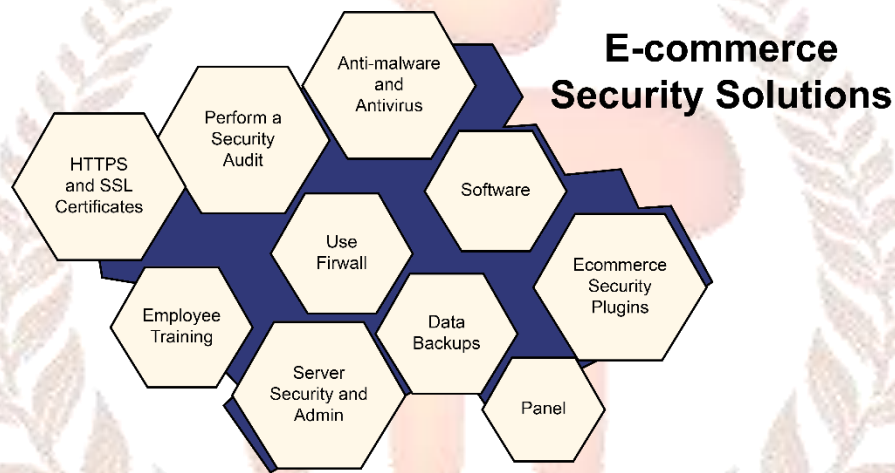 E-commerce
Security Solutions
Anti-malware
and
Antivirus
Perform a
Security
Audit
HTTPS
and SSL
Certificates
Software
Use
Firwall
Ecommerce
Security
Plugins
Employee
Training
Data
Backups
Server
Security and
Admin
Panel